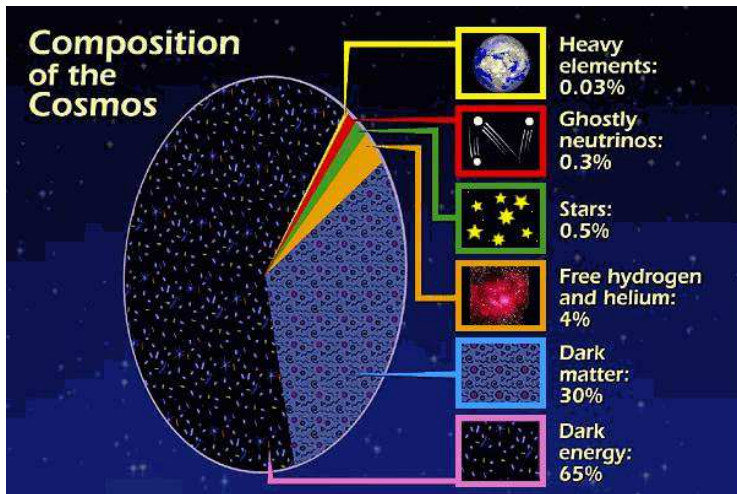 Composition
of the
Cosmos
Heavy
elements:
0.03%
Ghostly
neutrinos:
0.3%
Stars:
0.5%
Free hydrogen
and helium:
4%
Dark
matter:
30%
Dark
energy:
65%